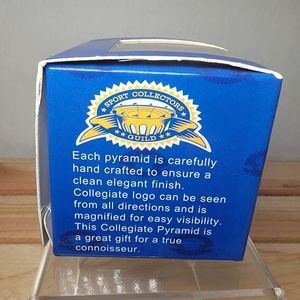 SPORT COLLECTORS
GUILD
Each pyramid is carefully
hand crafted to ensure a
clean elegant finish.
Collegiate logo can be seen
from all directions and is
magnified for easy visibility.
This Collegiate Pyramid is
a great gift for a true
connoisseur.